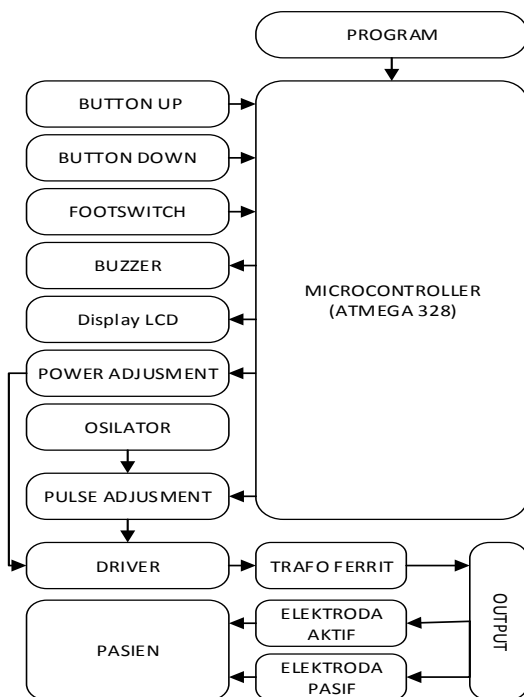 PROGRAM
BUTTON UP
BUTTON DOWN
FOOTSWITCH
BUZZER
Display LCD
POWER ADJUSMENT
OSILATOR
PULSE ADJUSMENT
MICROCONTROLLER
(ATMEGA 328)
DRIVER
TRAFO FERRIT
OUTPUT
PASIEN
ELEKTRODA
AKTIF
ELEKTRODA
PASIF